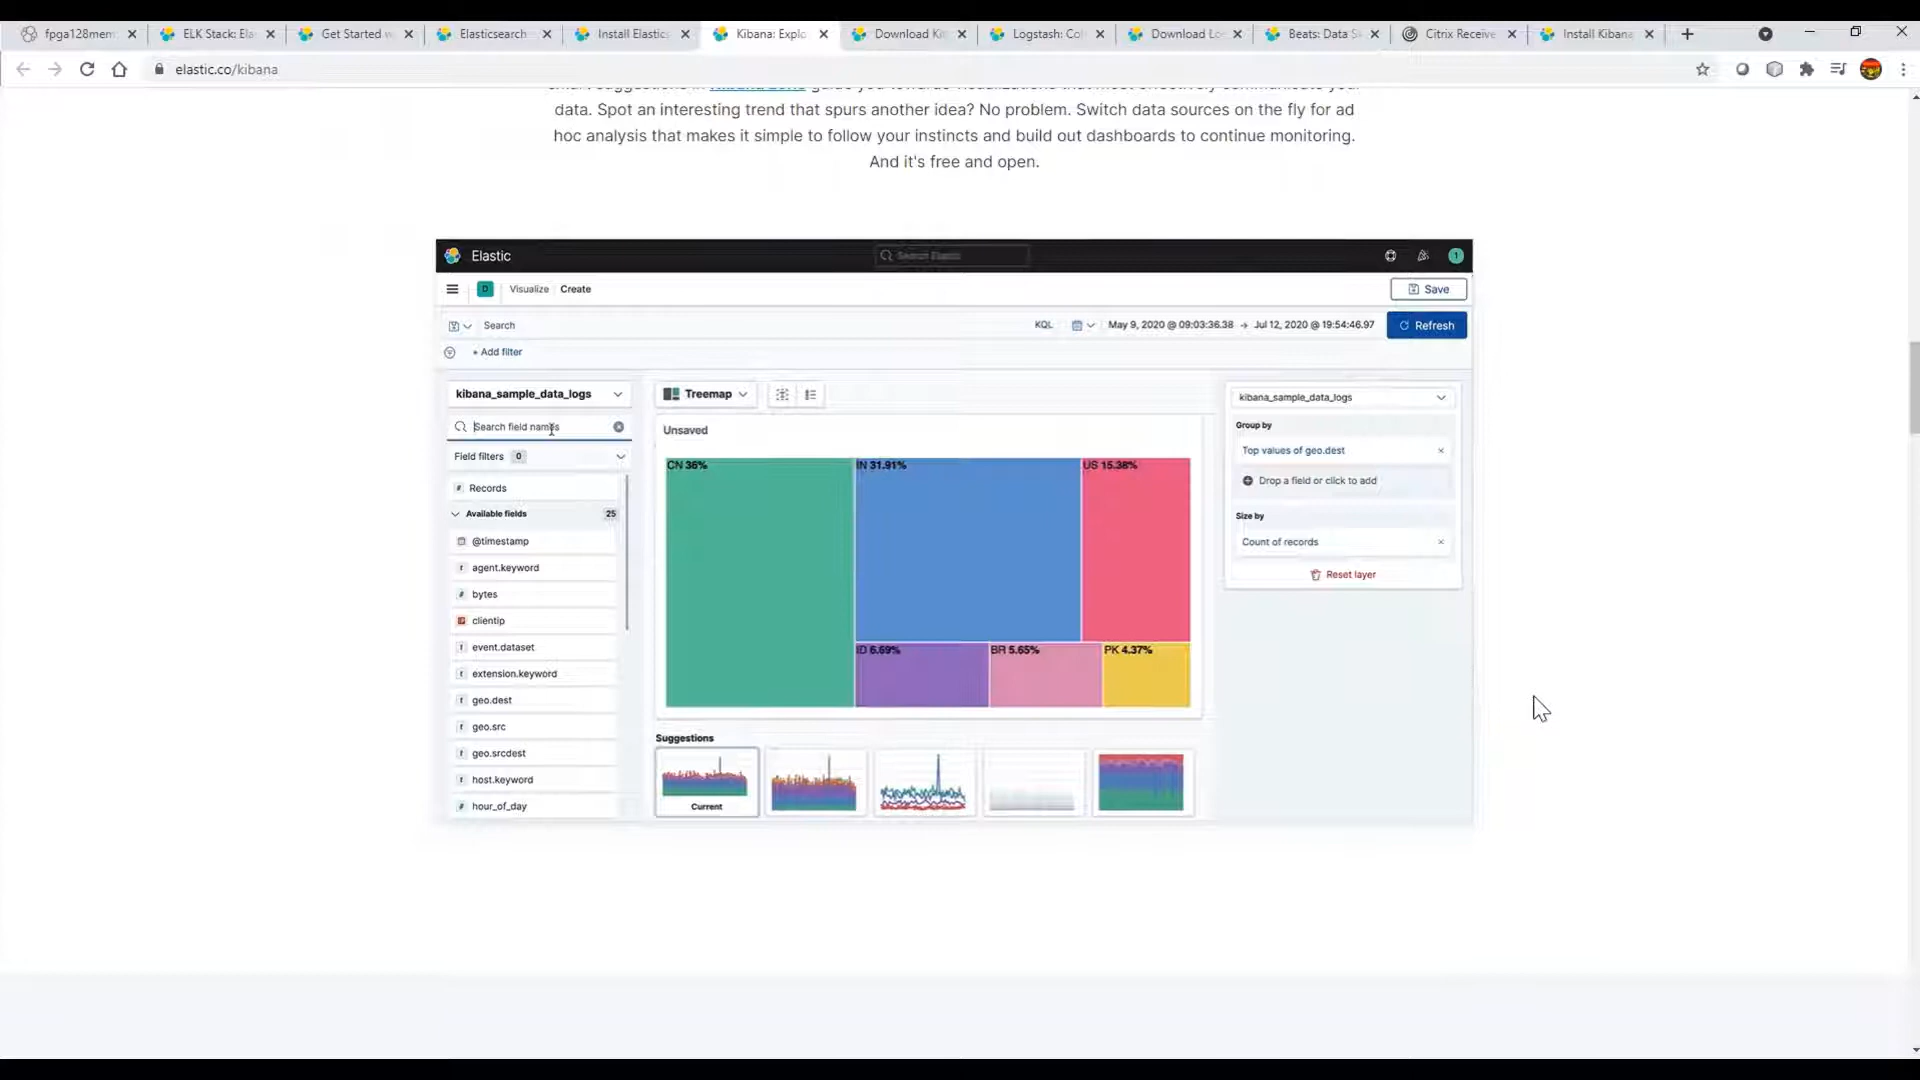 fpga128mem
ELK Stack: Ela
Get Started w
Elasticsearch
Install Elastics
Kibana: Explo
Download Ki
Logstash: Co
Download Lo
Beats: Data S
Citrix Receive
Install Kibana
elastic.co/kibana
data. Spot an interesting trend that spurs another idea? No problem. Switch data sources on the fly for ad
hoc analysis that makes it simple to follow your instincts and build out dashboards to continue monitoring.
And it's free and open.
Elastic
Search Elastic
1
D
Visualize
Create
Save
Search
KQL
May 9, 2020 @ 09:03:36.38 → Jul 12, 2020 @ 19:54:46.97
Refresh
+ Add filter
kibana_sample_data_logs
Search field names
Field filters 0
# Records
Available fields 25
@timestamp
t agent.keyword
# bytes
clientip
t event.dataset
t extension.keyword
t geo.dest
t geo.src
t geo.srcdest
t host.keyword
# hour_of_day
Treemap
Unsaved
CN 36%
IN 31.91%
US 15.38%
ID 6.69%
BR 5.65%
PK 4.37%
Suggestions
Current
kibana_sample_data_logs
Group by
Top values of geo.dest
Drop a field or click to add
Size by
Count of records
Reset layer